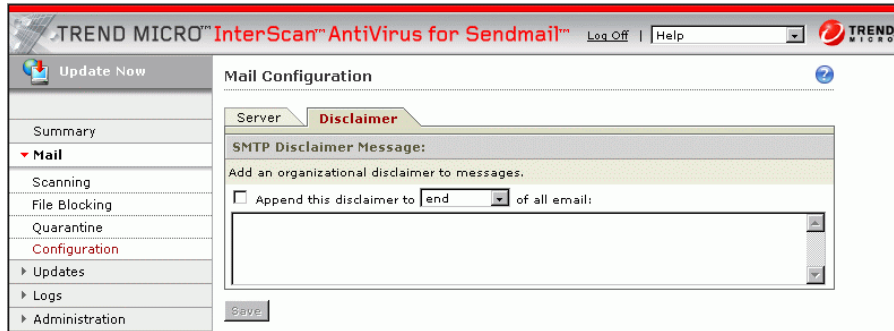 TREND MICRO™ InterScan™ AntiVirus for Sendmail™ Log Off | Help TREND MICRO
Update Now
Mail Configuration
Server Disclaimer
Summary
SMTP Disclaimer Message:
Mail
Add an organizational disclaimer to messages.
Scanning
Append this disclaimer to end of all email:
File Blocking
Quarantine
Configuration
Updates
Logs
Save
Administration